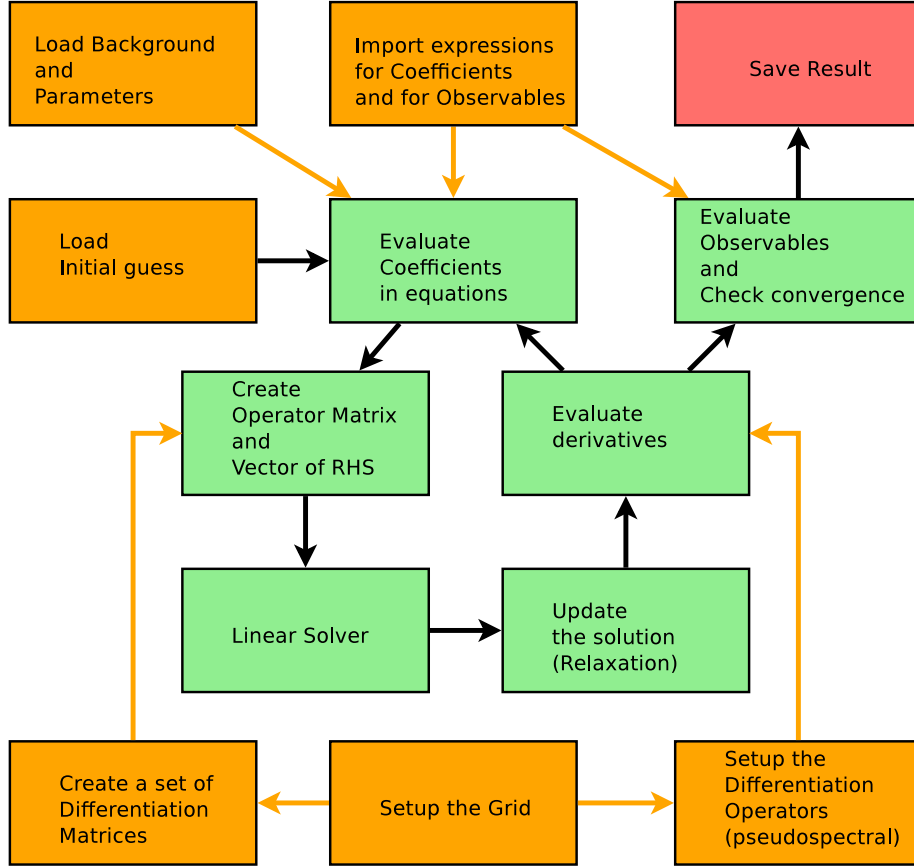 Load Background
and
Parameters
Import expressions
for Coefficients
and for Observables
Save Result
Load
Initial guess
Evaluate
Coefficients
in equations
Evaluate
Observables
and
Check convergence
Create
Operator Matrix
and
Vector of RHS
Evaluate
derivatives
Linear Solver
Update
the solution
(Relaxation)
Create a set of
Differentiation
Matrices
Setup the Grid
Setup the
Differentiation
Operators
(pseudospectral)